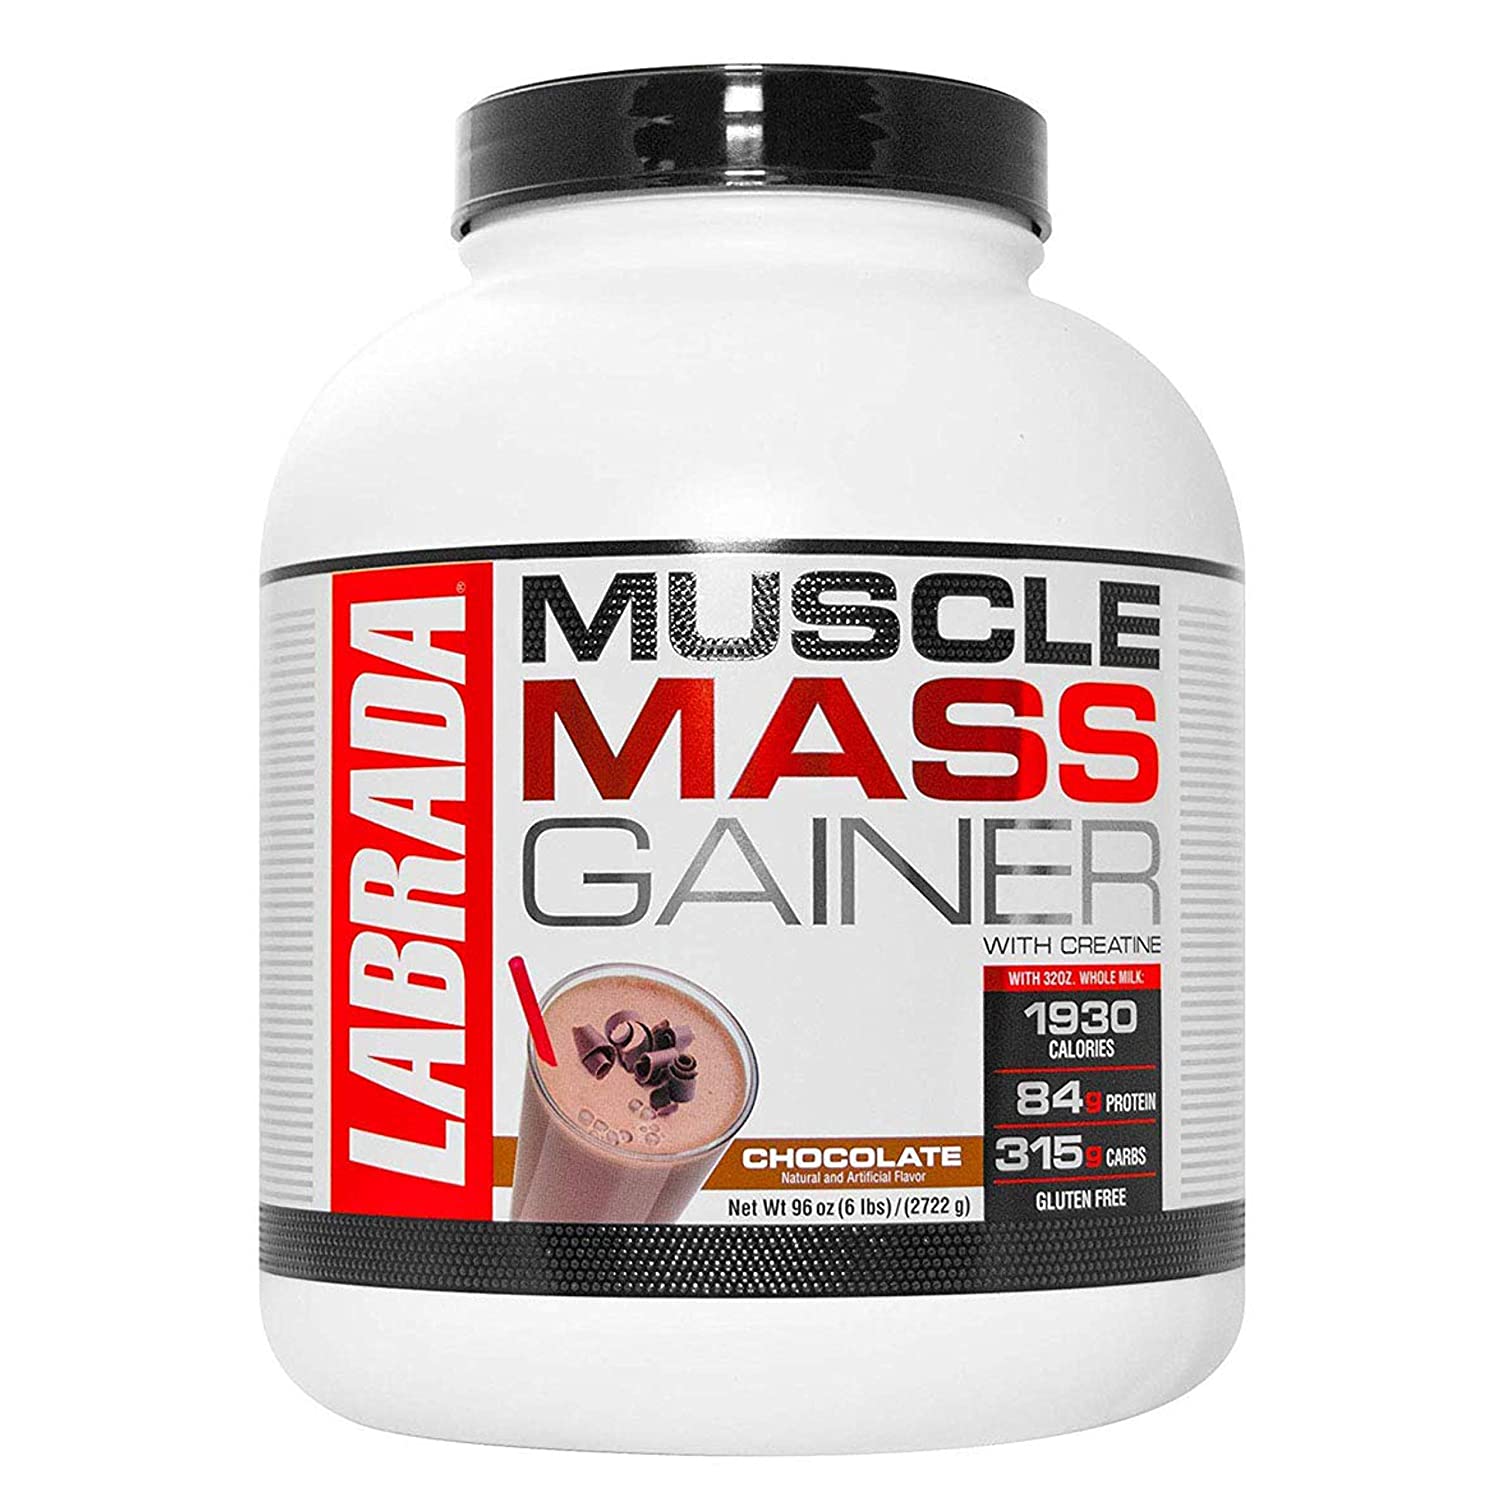 LABRADA®
MUSCLE
MASS
GAINER
WITH CREATINE
WITH 32OZ. WHOLE MILK:
1930
CALORIES
84g PROTEIN
315g CARBS
GLUTEN FREE
CHOCOLATE
Natural and Artificial Flavor
Net Wt 96 oz (6 lbs) / (2722 g)